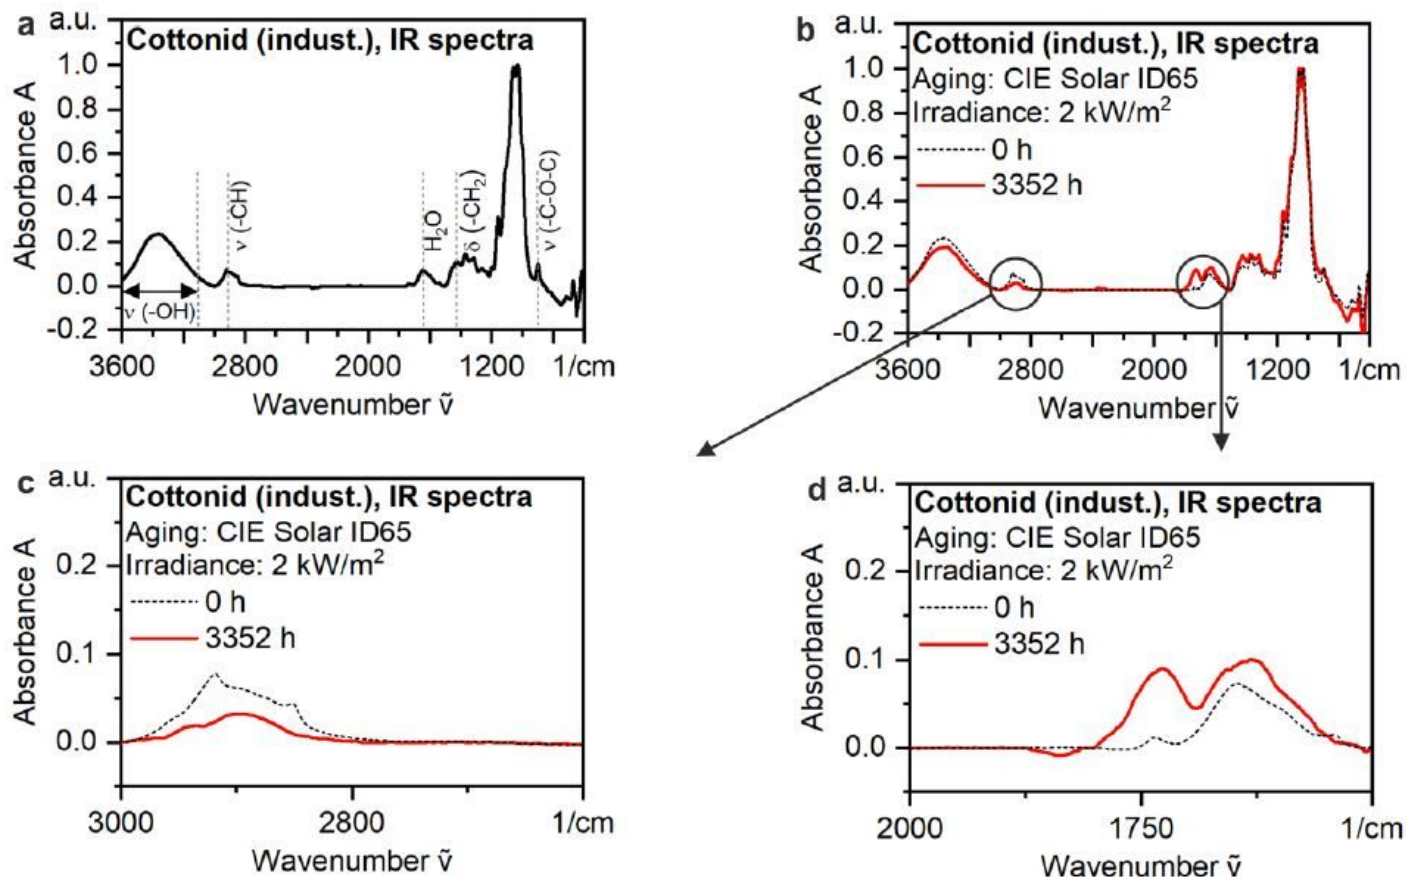 a
a.u.
Cottonid (indust.), IR spectra
1.0
0.8
0.6
0.4
0.2
0.0
-0.2
Absorbance A
ν (-OH)
ν (-CH)
H₂O
δ (-CH₂)
ν (-C-O-C)
3600
2800
2000
1200
1/cm
Wavenumber ṽ
b
a.u.
Cottonid (indust.), IR spectra
Aging: CIE Solar ID65
Irradiance: 2 kW/m²
0 h
3352 h
1.0
0.8
0.6
0.4
0.2
0.0
-0.2
Absorbance A
3600
2800
2000
1200
1/cm
Wavenumber ṽ
c
a.u.
Cottonid (indust.), IR spectra
Aging: CIE Solar ID65
Irradiance: 2 kW/m²
0 h
3352 h
0.2
0.1
0.0
Absorbance A
3000
2800
1/cm
Wavenumber ṽ
d
a.u.
Cottonid (indust.), IR spectra
Aging: CIE Solar ID65
Irradiance: 2 kW/m²
0 h
3352 h
0.2
0.1
0.0
Absorbance A
2000
1750
1/cm
Wavenumber ṽ